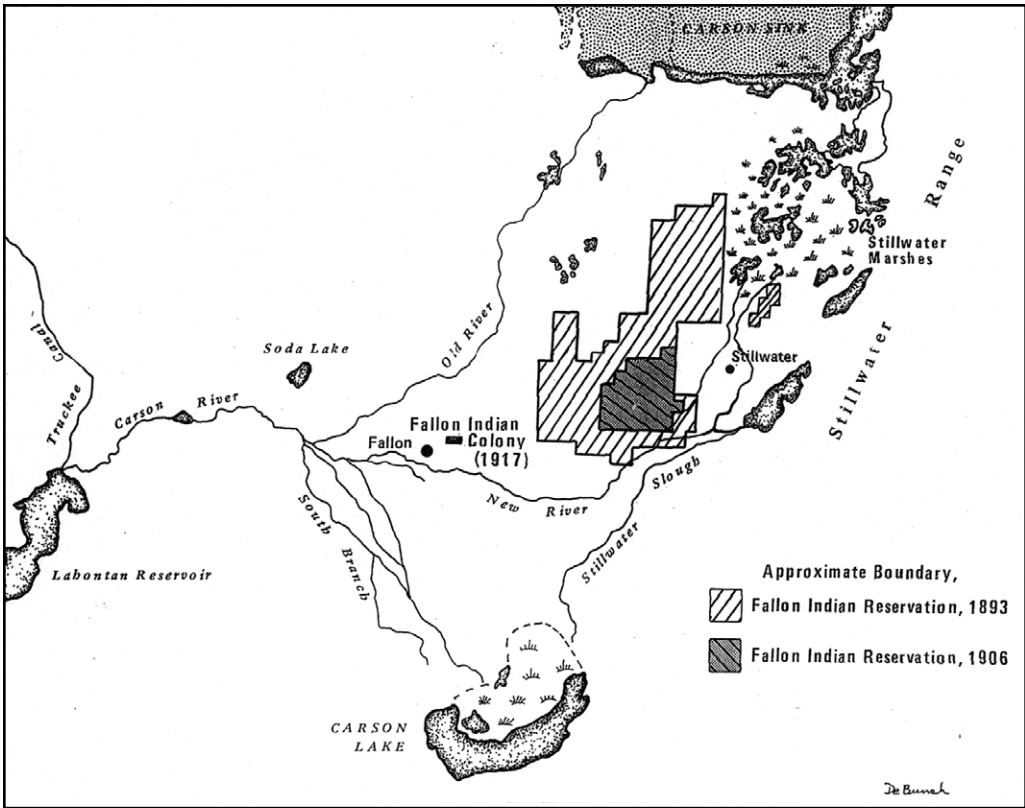 CARSON SINK
Range
Stillwater
Marshes
Stillwater
Old River
Soda Lake
Stillwater
Canal
Truckee
Carson River
Fallon Indian
Colony
(1917)
Fallon
Slough
New River
South
Branch
Stillwater
Lahontan Reservoir
Approximate Boundary,
Fallon Indian Reservation, 1893
Fallon Indian Reservation, 1906
CARSON
LAKE